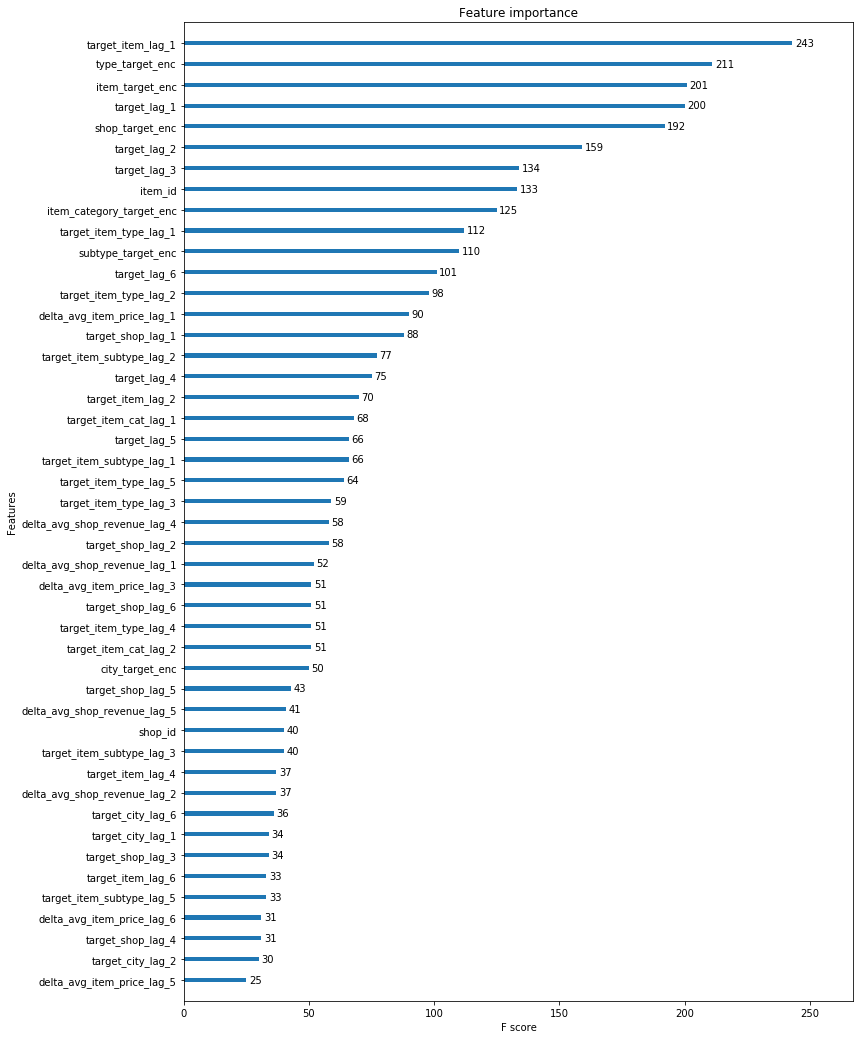 Feature importance
target_item_lag_1 243
type_target_enc 211
item_target_enc 201
target_lag_1 200
shop_target_enc 192
target_lag_2 159
target_lag_3 134
item_id 133
item_category_target_enc 125
target_item_type_lag_1 112
subtype_target_enc 110
target_lag_6 101
target_item_type_lag_2 98
delta_avg_item_price_lag_1 90
target_shop_lag_1 88
target_item_subtype_lag_2 77
target_lag_4 75
target_item_lag_2 70
target_item_cat_lag_1 68
target_lag_5 66
target_item_subtype_lag_1 66
target_item_type_lag_5 64
target_item_type_lag_3 59
delta_avg_shop_revenue_lag_4 58
target_shop_lag_2 58
delta_avg_shop_revenue_lag_1 52
delta_avg_item_price_lag_3 51
target_shop_lag_6 51
target_item_type_lag_4 51
target_item_cat_lag_2 51
city_target_enc 50
target_shop_lag_5 43
delta_avg_shop_revenue_lag_5 41
shop_id 40
target_item_subtype_lag_3 40
target_item_lag_4 37
delta_avg_shop_revenue_lag_2 37
target_city_lag_6 36
target_city_lag_1 34
target_shop_lag_3 34
target_item_lag_6 33
target_item_subtype_lag_5 33
delta_avg_item_price_lag_6 31
target_shop_lag_4 31
target_city_lag_2 30
delta_avg_item_price_lag_5 25
Features
0 50 100 150 200 250
F score